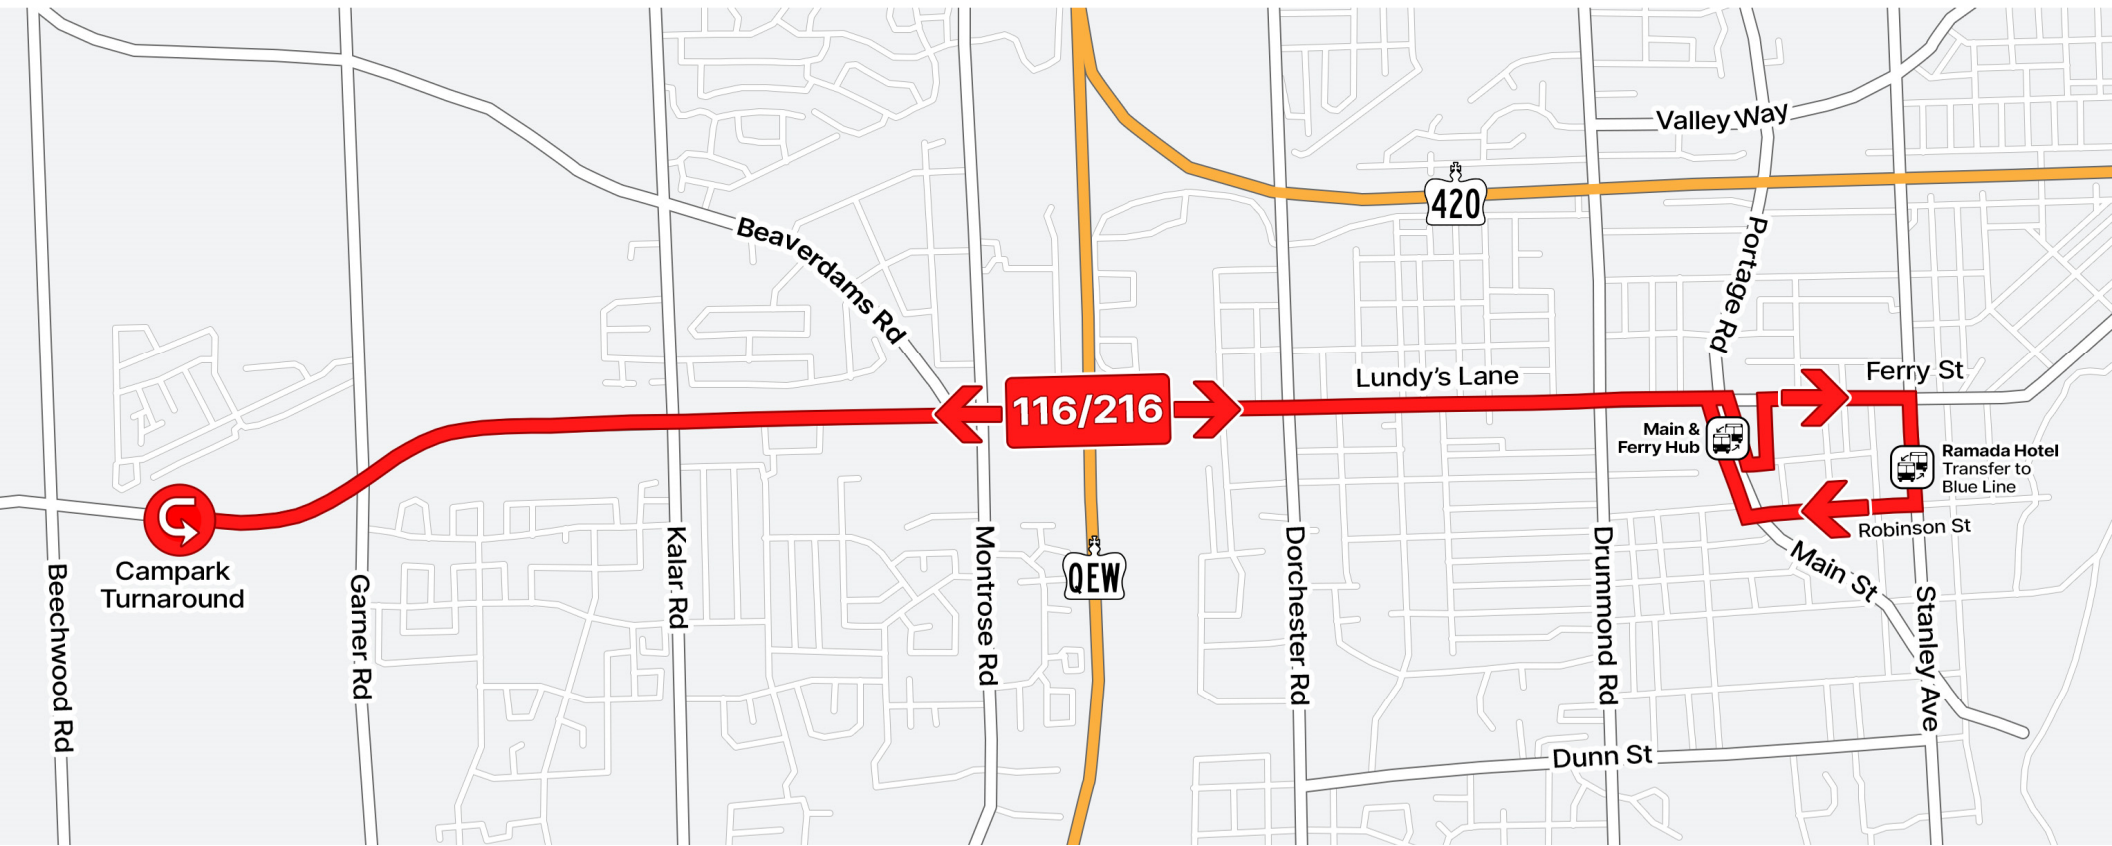 Valley Way
420
Beaverdams Rd
Portage Rd
Lundy's Lane
Ferry St
116/216
Main &
Ferry Hub
Ramada Hotel
Transfer to
Blue Line
Robinson St
Campark
Turnaround
Beechwood Rd
Garner Rd
Kalar Rd
Montrose Rd
QEW
Dorchester Rd
Drummond Rd
Main St
Stanley Ave
Dunn St